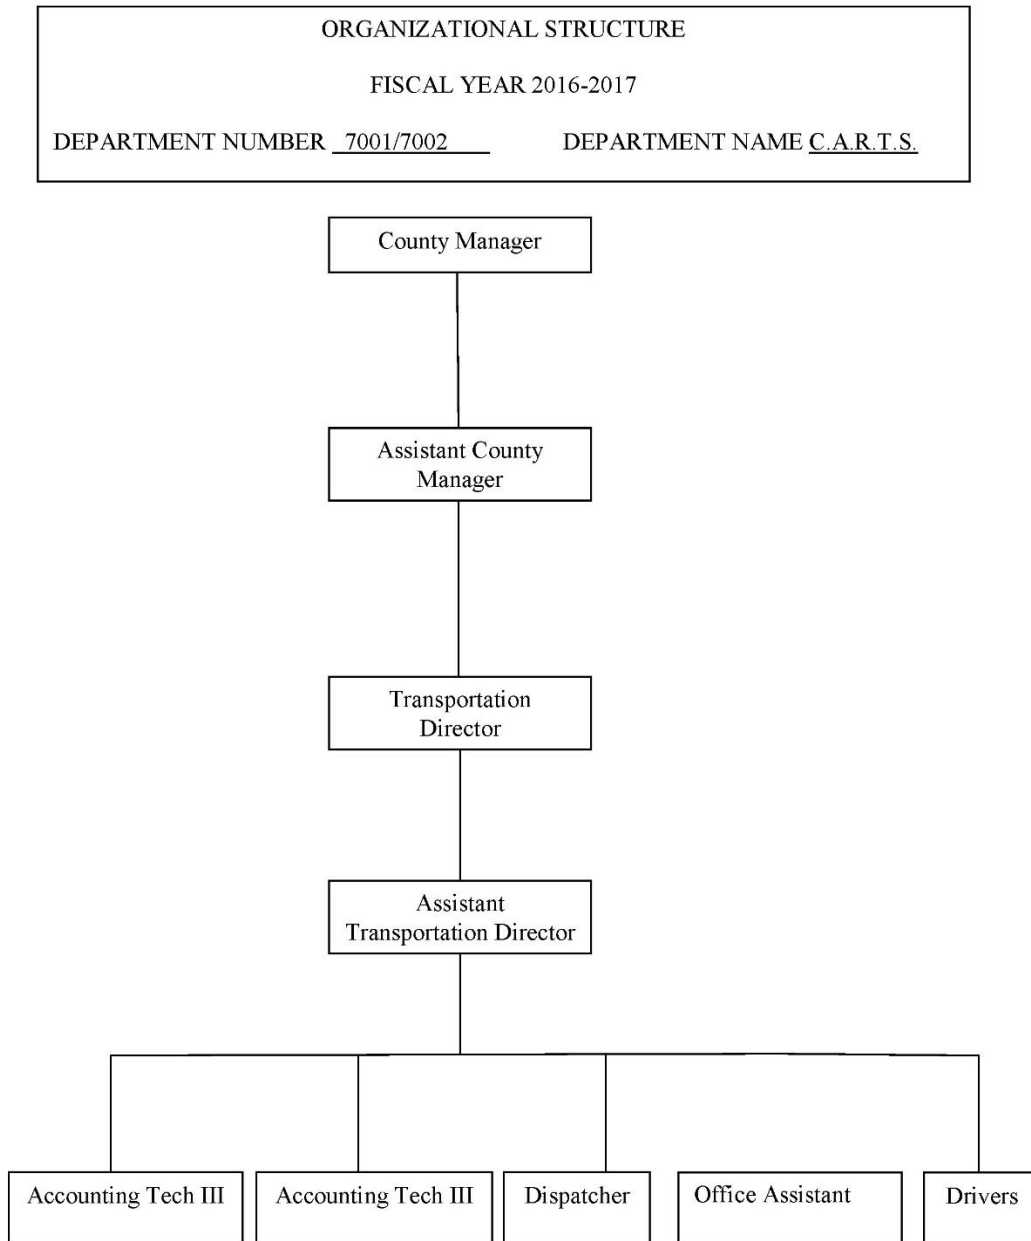 ORGANIZATIONAL STRUCTURE
FISCAL YEAR 2016-2017
DEPARTMENT NUMBER 7001/7002 DEPARTMENT NAME C.A.R.T.S.
County Manager
Assistant County
Manager
Transportation
Director
Assistant
Transportation Director
Accounting Tech III Accounting Tech III Dispatcher Office Assistant Drivers